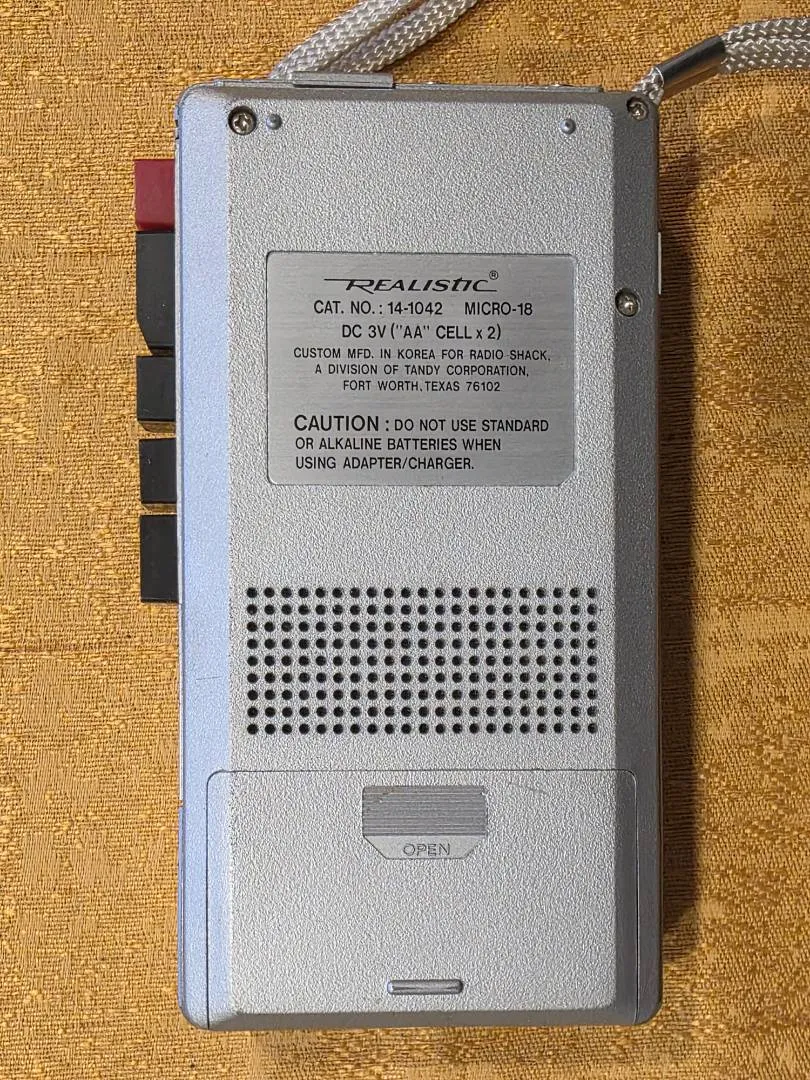 REALISTIC®
CAT. NO.: 14-1042 MICRO-18
DC 3V ("AA" CELL x 2)
CUSTOM MFD. IN KOREA FOR RADIO SHACK,
A DIVISION OF TANDY CORPORATION,
FORT WORTH, TEXAS 76102
CAUTION : DO NOT USE STANDARD
OR ALKALINE BATTERIES WHEN
USING ADAPTER/CHARGER.
OPEN